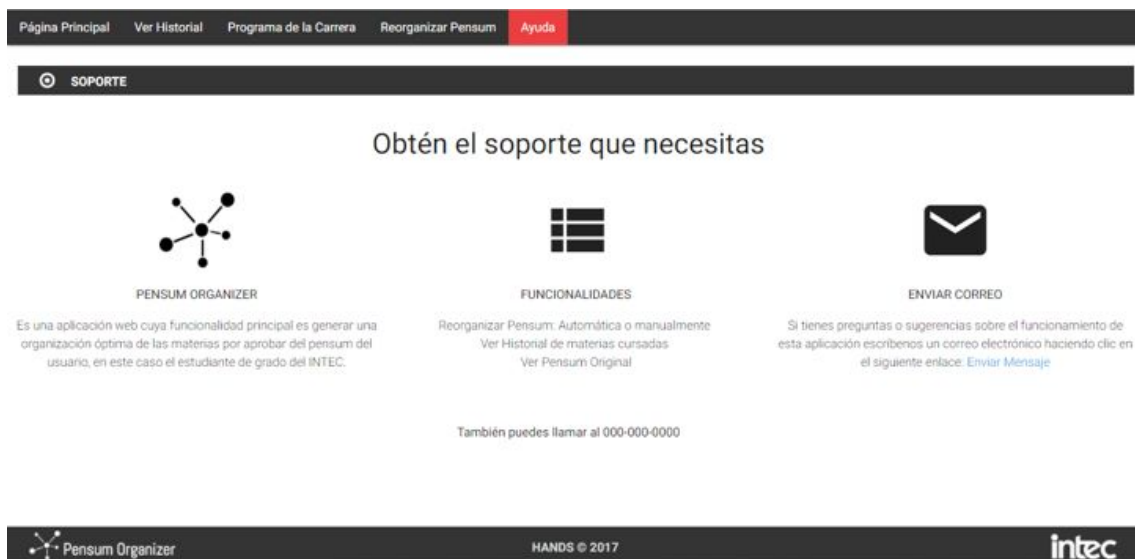 Página Principal Ver Historial Programa de la Carrera Reorganizar Pensum Ayuda
SOPORTE
Obtén el soporte que necesitas
PENSUM ORGANIZER
Es una aplicación web cuya funcionalidad principal es generar una
organización óptima de las materias por aprobar del pensum del
usuario, en este caso el estudiante de grado del INTEC.
FUNCIONALIDADES
Reorganizar Pensum: Automática o manualmente
Ver Historial de materias cursadas
Ver Pensum Original
ENVIAR CORREO
Si tienes preguntas o sugerencias sobre el funcionamiento de
esta aplicación escríbenos un correo electrónico haciendo clic en
el siguiente enlace: Enviar Mensaje
También puedes llamar al 000-000-0000
Pensum Organizer
HANDS © 2017
intec